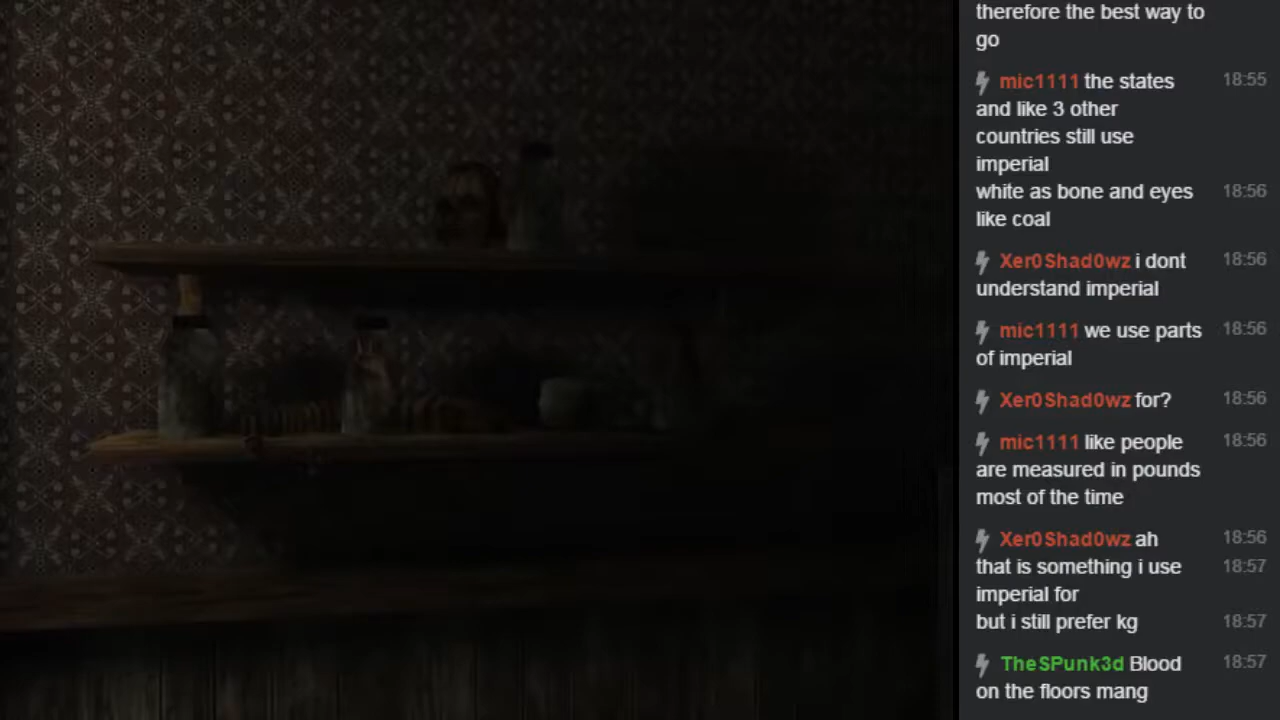 therefore the best way to
go
mic1111 the states 18:55
and like 3 other
countries still use
imperial
white as bone and eyes 18:56
like coal
Xer0Shad0wz i dont 18:56
understand imperial
mic1111 we use parts 18:56
of imperial
Xer0Shad0wz for? 18:56
mic1111 like people 18:56
are measured in pounds
most of the time
Xer0Shad0wz ah 18:56
that is something i use 18:57
imperial for
but i still prefer kg 18:57
TheSPunk3d Blood 18:57
on the floors mang